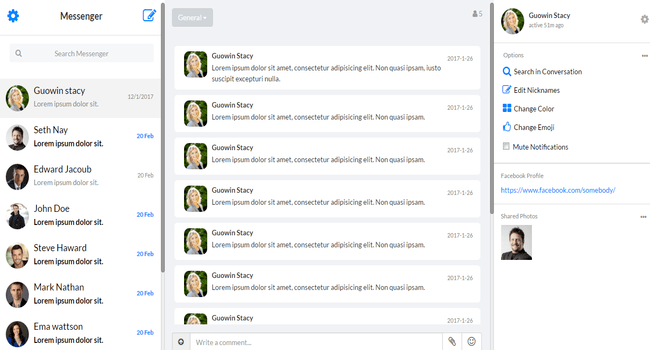 Messenger
Search Messenger
Guowin stacy
12/1/2017
Lorem ipsum dolor sit.
Seth Nay
20 Feb
Lorem ipsum dolor sit.
Edward Jacoub
20 Feb
Lorem ipsum dolor sit.
John Doe
20 Feb
Lorem ipsum dolor sit.
Steve Haward
20 Feb
Lorem ipsum dolor sit.
Mark Nathan
20 Feb
Lorem ipsum dolor sit.
Ema wattson
20 Feb
Lorem ipsum dolor sit.
General
5
Guowin Stacy
2017-1-26
Lorem ipsum dolor sit amet, consectetur adipisicing elit. Non quasi ipsam, iusto
suscipit excepturi nulla.
Guowin Stacy
2017-1-26
Lorem ipsum dolor sit amet, consectetur adipisicing elit. Non quasi ipsam.
Guowin Stacy
2017-1-26
Lorem ipsum dolor sit amet, consectetur adipisicing elit. Non quasi ipsam.
Guowin Stacy
2017-1-26
Lorem ipsum dolor sit amet, consectetur adipisicing elit. Non quasi ipsam.
Guowin Stacy
2017-1-26
Lorem ipsum dolor sit amet, consectetur adipisicing elit. Non quasi ipsam.
Guowin Stacy
2017-1-26
Lorem ipsum dolor sit amet, consectetur adipisicing elit. Non quasi ipsam.
Guowin Stacy
2017-1-26
Write a comment...
Guowin Stacy
active 51m ago
Options
Search in Conversation
Edit Nicknames
Change Color
Change Emoji
Mute Notifications
Facebook Profile
https://www.facebook.com/somebody/
Shared Photos